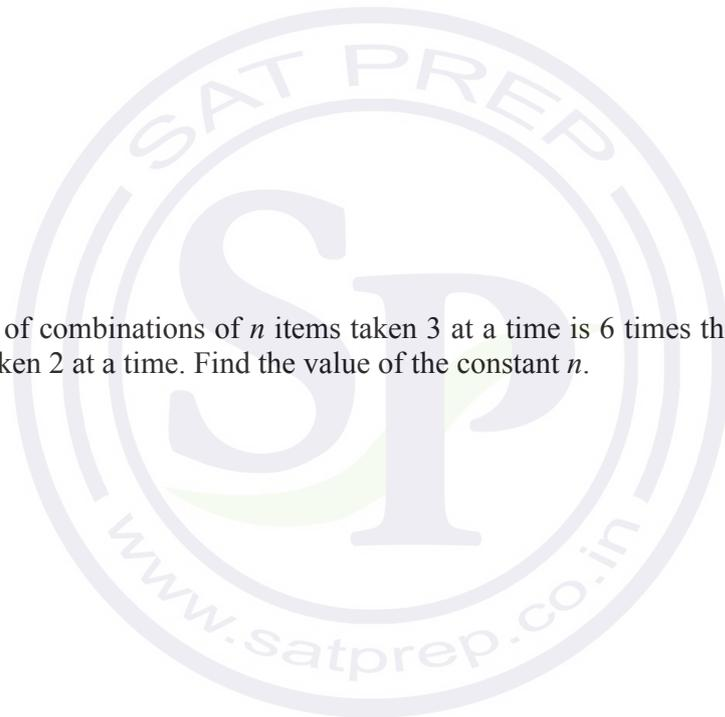 SAT PREP
SP
of combinations of n items taken 3 at a time is 6 times th
ken 2 at a time. Find the value of the constant n.
www.satprep.co.in